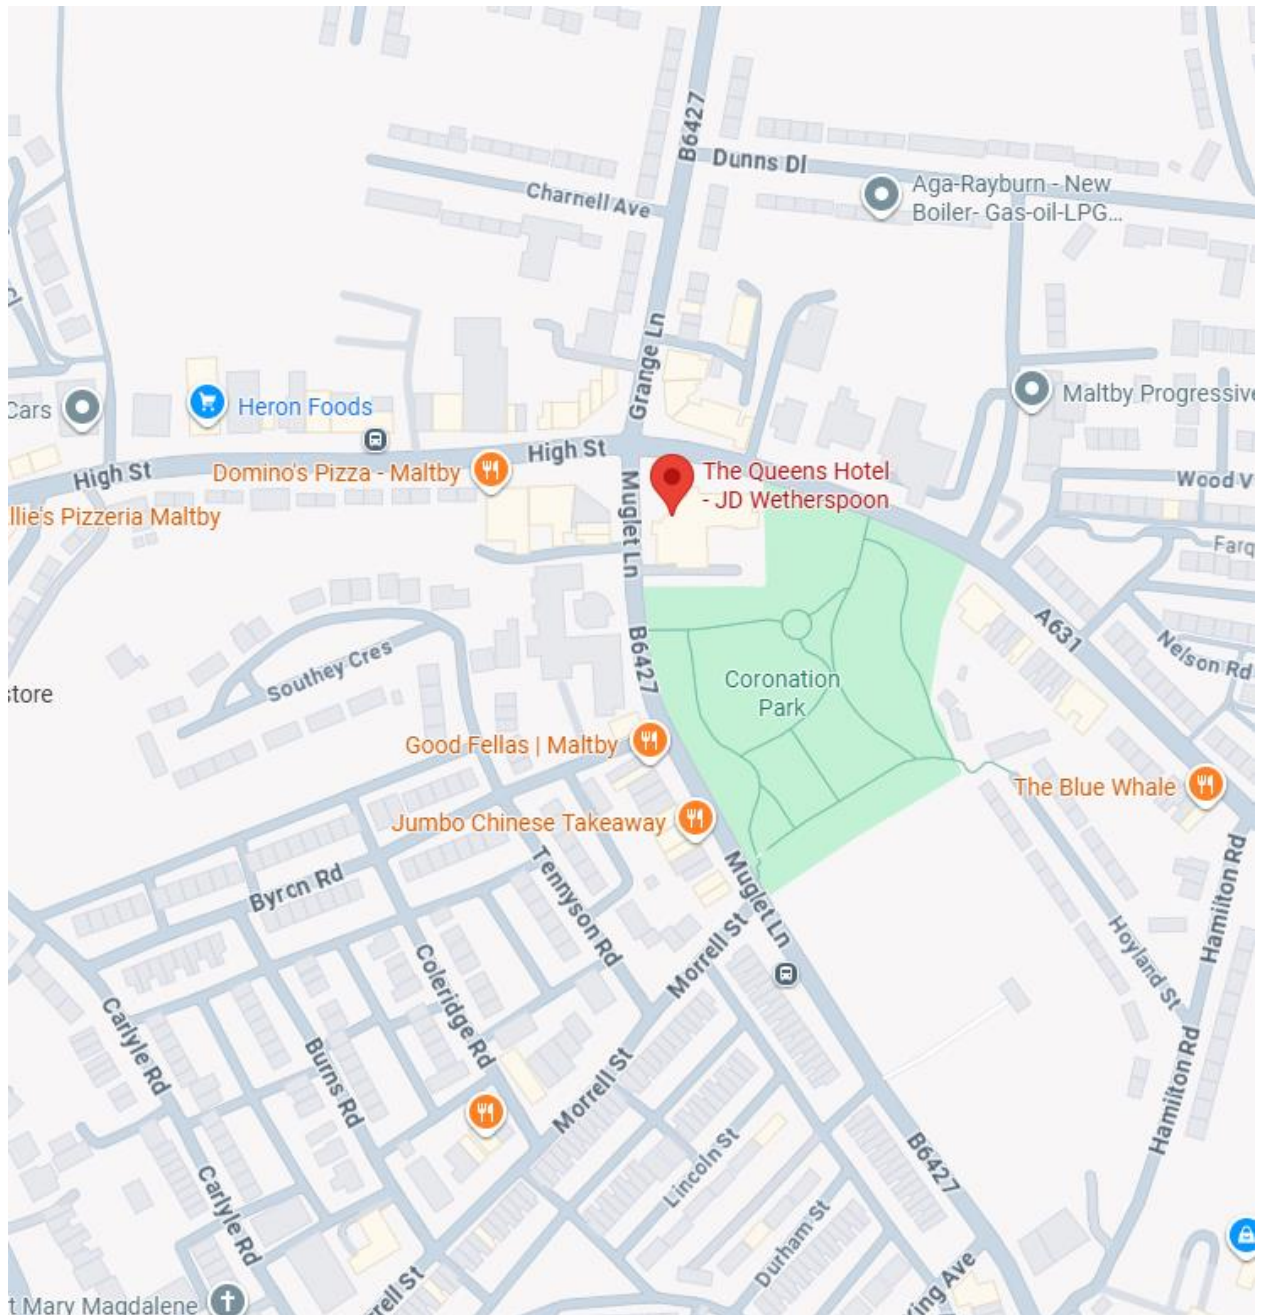 B6427
Dunns Dl
Charnell Ave
Aga-Rayburn - New
Boiler- Gas-oil-LPG...
Grange Ln
Cars
Heron Foods
Maltby Progressive
High St
High St
Domino's Pizza - Maltby
The Queens Hotel
- JD Wetherspoon
Wood V
llie's Pizzeria Maltby
Muglet Ln
Farq
A631
Nelson Rd
B6427
Southey Cres
Coronation
Park
store
Good Fellas | Maltby
The Blue Whale
Jumbo Chinese Takeaway
Byron Rd
Tennyson Rd
Muglet Ln
Hamilton Rd
Morrell St
Hoyland St
Coleridge Rd
Carlyle Rd
Burns Rd
Morrell St
Hamilton Rd
Lincoln St
B6427
Carlyle Rd
Durham St
rell St
King Ave
t Mary Magdalene